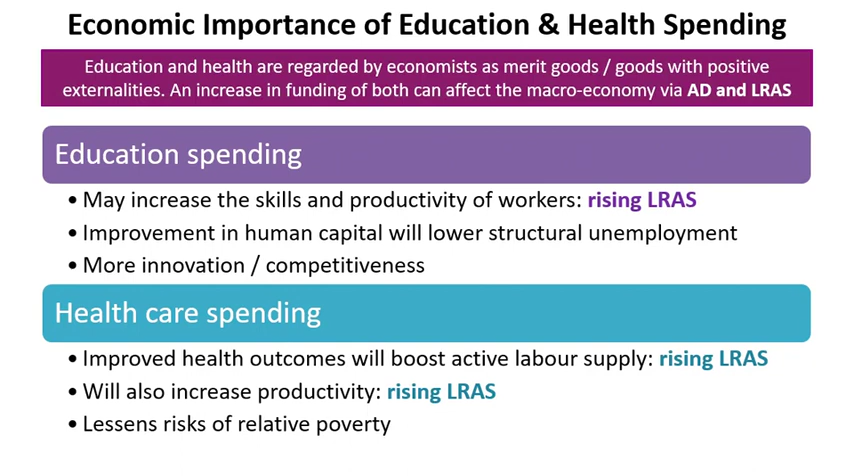 Economic Importance of Education & Health Spending
Education and health are regarded by economists as merit goods / goods with positive
externalities. An increase in funding of both can affect the macro-economy via AD and LRAS
Education spending
• May increase the skills and productivity of workers: rising LRAS
• Improvement in human capital will lower structural unemployment
• More innovation / competitiveness
Health care spending
• Improved health outcomes will boost active labour supply: rising LRAS
• Will also increase productivity: rising LRAS
• Lessens risks of relative poverty